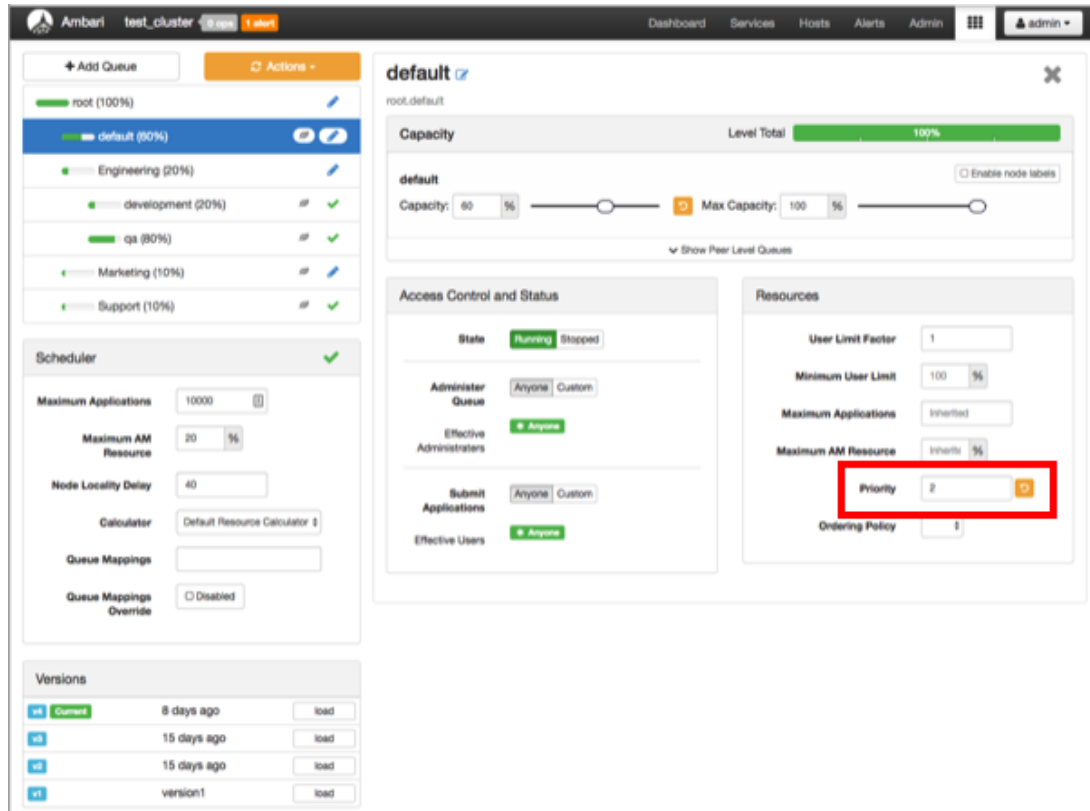 Ambari test_cluster 0 ops 1 alert Dashboard Services Hosts Alerts Admin admin
+ Add Queue
Actions
root (100%)
default (60%)
Engineering (20%)
development (20%)
qa (80%)
Marketing (10%)
Support (10%)
Scheduler
Maximum Applications 10000
Maximum AM Resource 20 %
Node Locality Delay 40
Calculator Default Resource Calculator
Queue Mappings
Queue Mappings Override Disabled
Versions
v4 Current 8 days ago load
v3 15 days ago load
v2 15 days ago load
v1 version1 load
default
root.default
Capacity Level Total 100%
default Enable node labels
Capacity: 60 % Max Capacity: 100 %
Show Peer Level Queues
Access Control and Status
State Running Stopped
Administer Queue Anyone Custom
Effective Administraters Anyone
Submit Applications Anyone Custom
Effective Users Anyone
Resources
User Limit Factor 1
Minimum User Limit 100 %
Maximum Applications Inherited
Maximum AM Resource Inherite %
Priority 2
Ordering Policy